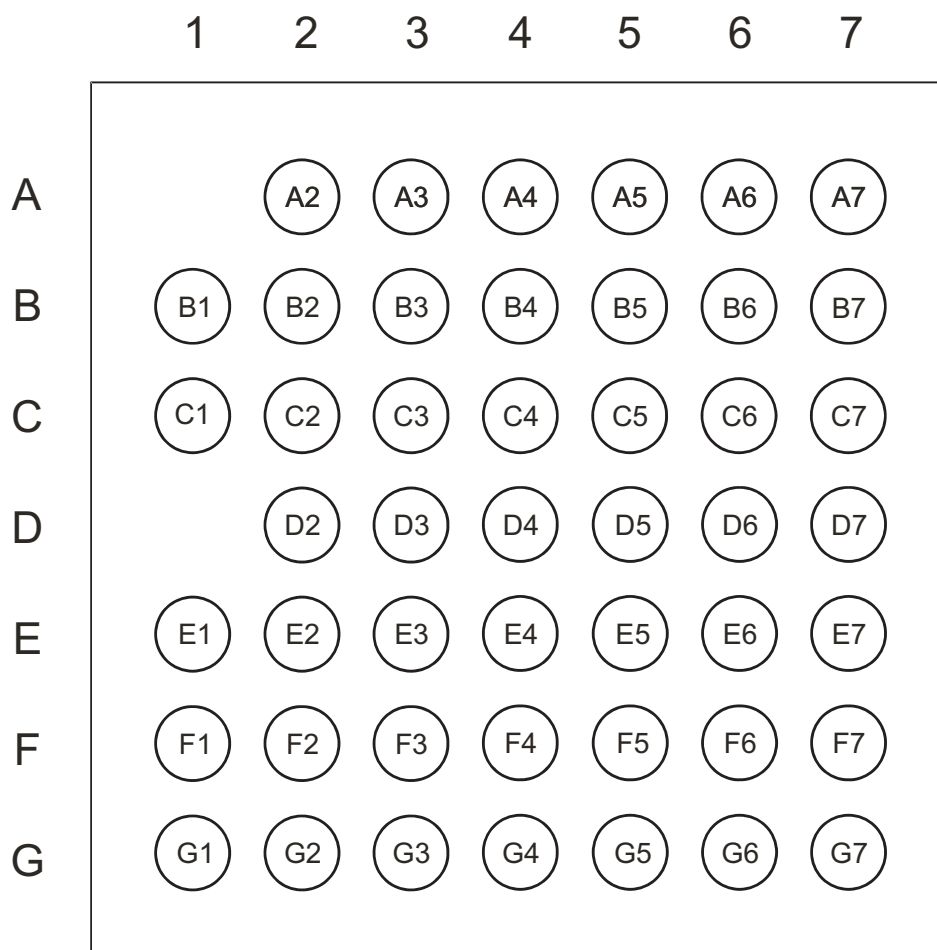 1 2 3 4 5 6 7
A A2 A3 A4 A5 A6 A7
B B1 B2 B3 B4 B5 B6 B7
C C1 C2 C3 C4 C5 C6 C7
D D2 D3 D4 D5 D6 D7
E E1 E2 E3 E4 E5 E6 E7
F F1 F2 F3 F4 F5 F6 F7
G G1 G2 G3 G4 G5 G6 G7